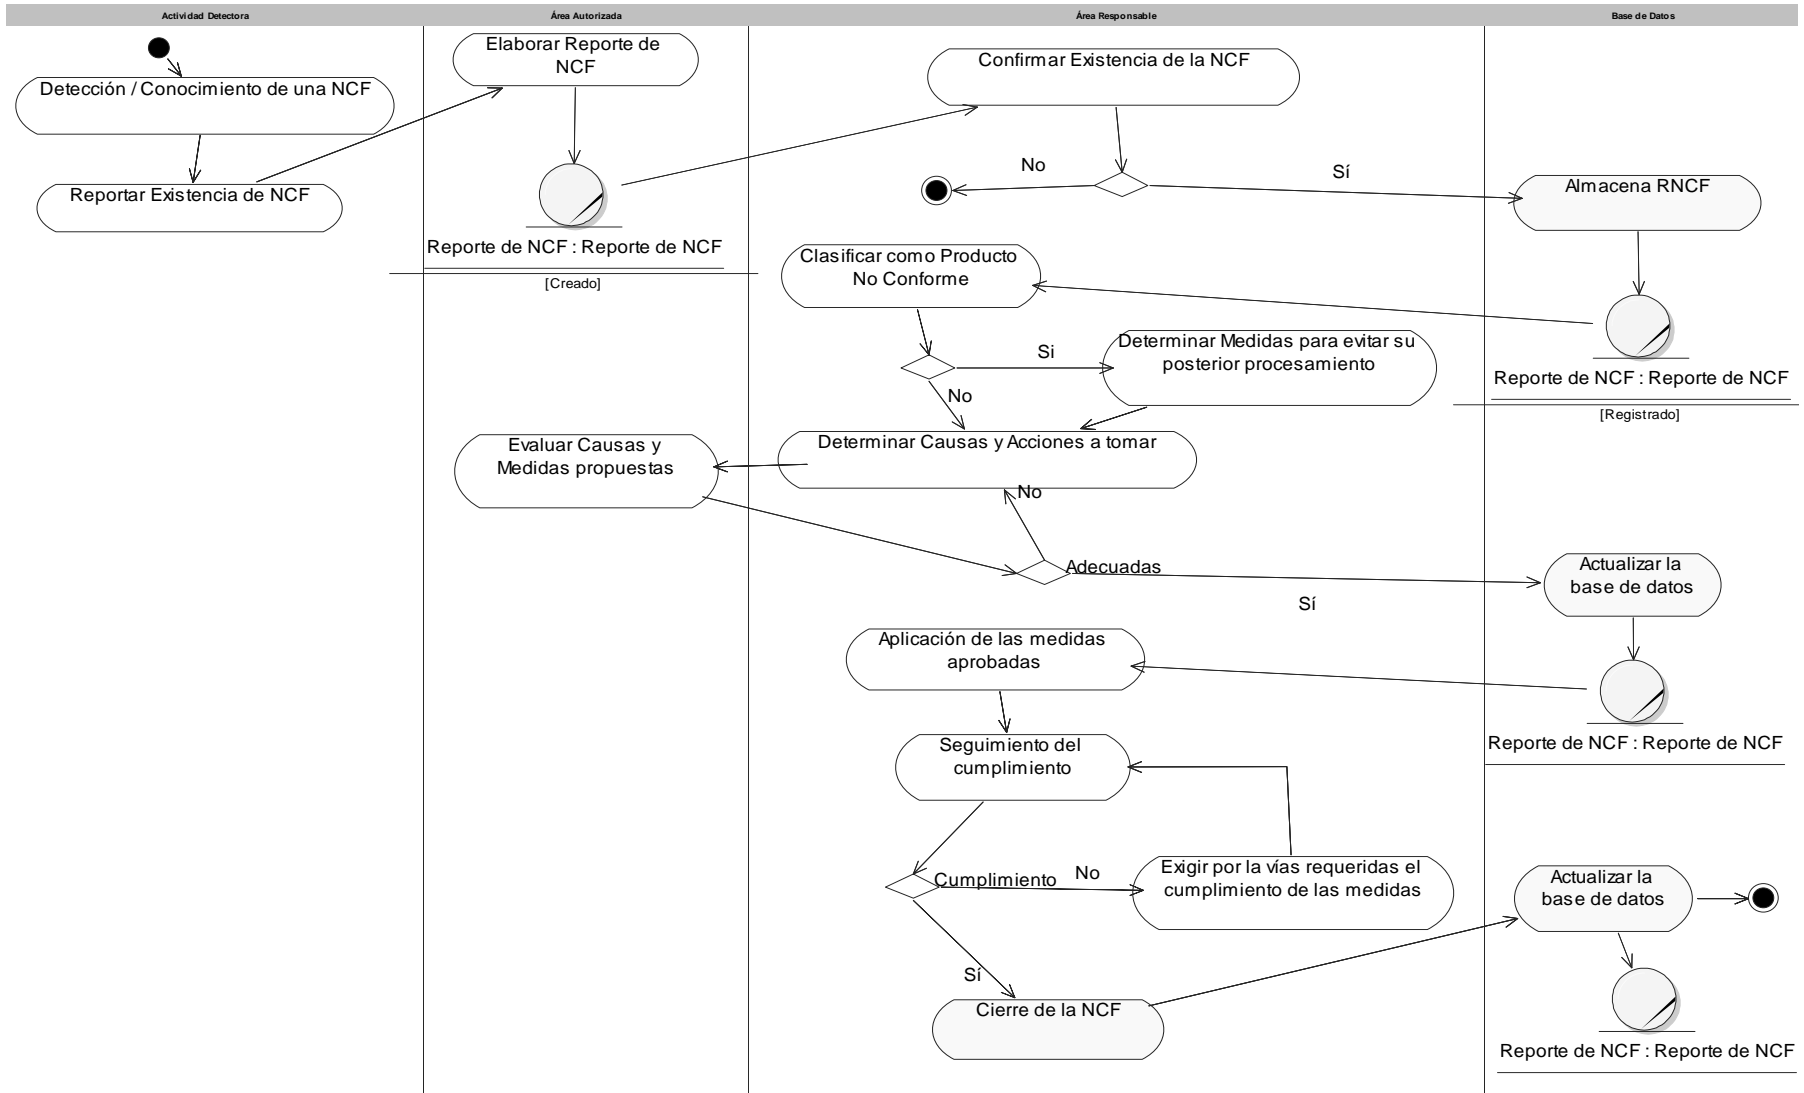 Actividad Detectora
Área Autorizada
Área Responsable
Base de Datos
Detección / Conocimiento de una NCF
Reportar Existencia de NCF
Elaborar Reporte de
NCF
Reporte de NCF : Reporte de NCF
[Creado]
Confirmar Existencia de la NCF
No
Sí
Almacena RNCF
Reporte de NCF : Reporte de NCF
[Registrado]
Clasificar como Producto
No Conforme
Si
No
Determinar Medidas para evitar su
posterior procesamiento
Determinar Causas y Acciones a tomar
Evaluar Causas y
Medidas propuestas
No
Adecuadas
Sí
Actualizar la
base de datos
Reporte de NCF : Reporte de NCF
Aplicación de las medidas
aprobadas
Seguimiento del
cumplimiento
Cumplimiento
No
Exigir por la vías requeridas el
cumplimiento de las medidas
Sí
Cierre de la NCF
Actualizar la
base de datos
Reporte de NCF : Reporte de NCF